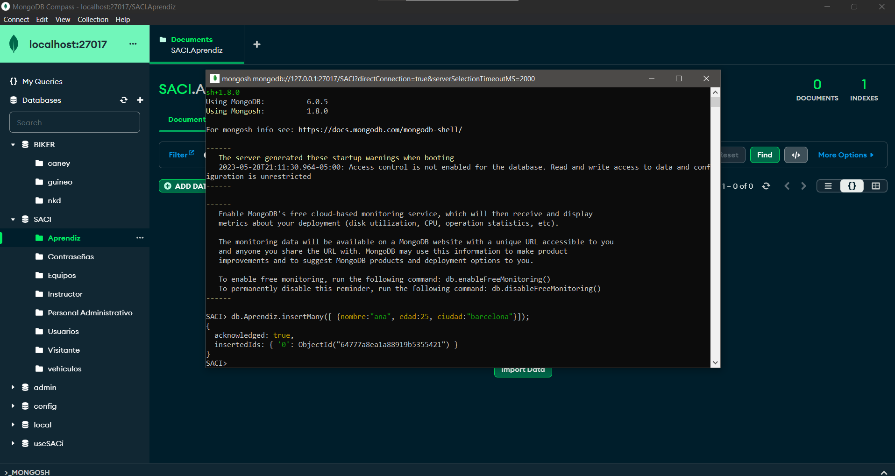 MongoDB Compass - localhost:27017/SACI.Aprendiz
Connect Edit View Collection Help
localhost:27017 ...
Documents
SACI.Aprendiz
+
{} My Queries
Databases
Search
BIKER
caney
guineo
nkd
SACI
Aprendiz ...
Contraseñas
Equipos
Instructor
Personal Administrativo
Usuarios
Visitante
vehiculos
admin
config
local
useSACI
>_MONGOSH
SACI.A
0
DOCUMENTS
1
INDEXES
Document
Filter
Reset
Find
</>
More Options
ADD DAT
1 – 0 of 0
{}
Import Data
mongosh mongodb://127.0.0.1:27017/SACI?directConnection=true&serverSelectionTimeoutMS=2000
sh+1.8.0
Using MongoDB: 6.0.5
Using Mongosh: 1.8.0
For mongosh info see: https://docs.mongodb.com/mongodb-shell/
------
The server generated these startup warnings when booting
2023-05-28T21:11:30.964-05:00: Access control is not enabled for the database. Read and write access to data and conf
iguration is unrestricted
------
------
Enable MongoDB's free cloud-based monitoring service, which will then receive and display
metrics about your deployment (disk utilization, CPU, operation statistics, etc).
The monitoring data will be available on a MongoDB website with a unique URL accessible to you
and anyone you share the URL with. MongoDB may use this information to make product
improvements and to suggest MongoDB products and deployment options to you.
To enable free monitoring, run the following command: db.enableFreeMonitoring()
To permanently disable this reminder, run the following command: db.disableFreeMonitoring()
------
SACI> db.Aprendiz.insertMany([ {nombre:"ana", edad:25, ciudad:"barcelona"}]);
{
acknowledged: true,
insertedIds: { '0': ObjectId("64777a8ea1a88919b5355421") }
}
SACI>